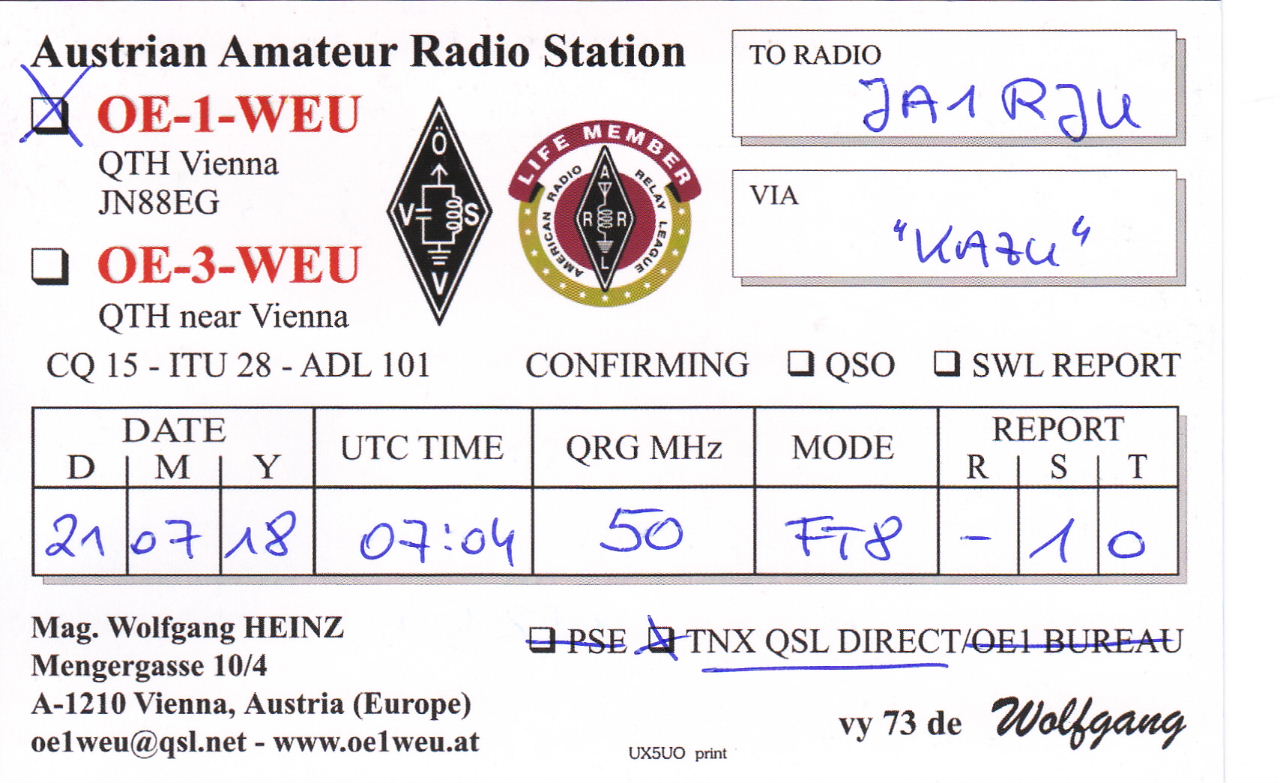 Austrian Amateur Radio Station
OE-1-WEU
QTH Vienna
JN88EG
OE-3-WEU
QTH near Vienna
Ö V S V
LIFE MEMBER
AMERICAN RADIO RELAY LEAGUE
A R R L
TO RADIO
JA1RJU
VIA
"KAZU"
CQ 15 - ITU 28 - ADL 101 CONFIRMING QSO SWL REPORT
DATE UTC TIME QRG MHz MODE REPORT
D M Y R S T
21 07 18 07:04 50 FT8 - 1 0
Mag. Wolfgang HEINZ
Mengergasse 10/4
A-1210 Vienna, Austria (Europe)
oe1weu@qsl.net - www.oe1weu.at
PSE TNX QSL DIRECT/OE1 BUREAU
vy 73 de Wolfgang
UX5UO print